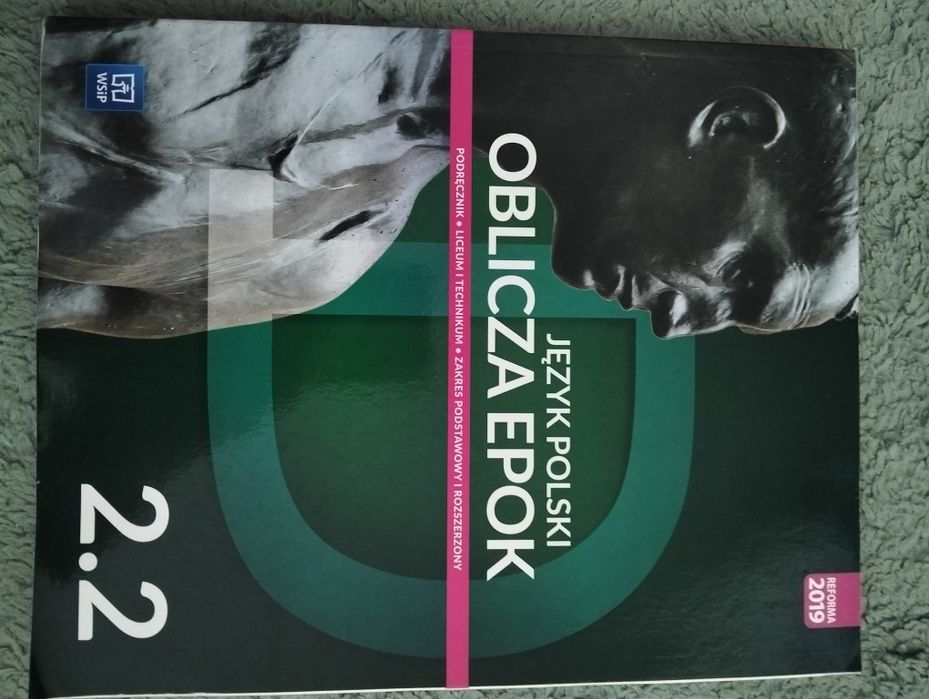 REFORMA
2019
JĘZYK POLSKI
OBLICZA EPOK
PODRĘCZNIK • LICEUM I TECHNIKUM • ZAKRES PODSTAWOWY I ROZSZERZONY
WSiP
2.2